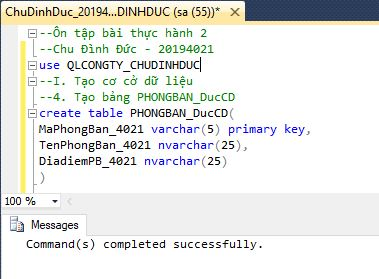 ChuDinhDuc_20194...DINHDUC (sa (55))*
--Ôn tập bài thực hành 2
--Chu Đình Đức - 20194021
use QLCONGTY_CHUDINHDUC
--I. Tạo cơ cở dữ liệu
--4. Tạo bảng PHONGBAN_DucCD
create table PHONGBAN_DucCD(
MaPhongBan_4021 varchar(5) primary key,
TenPhongBan_4021 nvarchar(25),
DiadiemPB_4021 nvarchar(25)
)
100 %
Messages
Command(s) completed successfully.